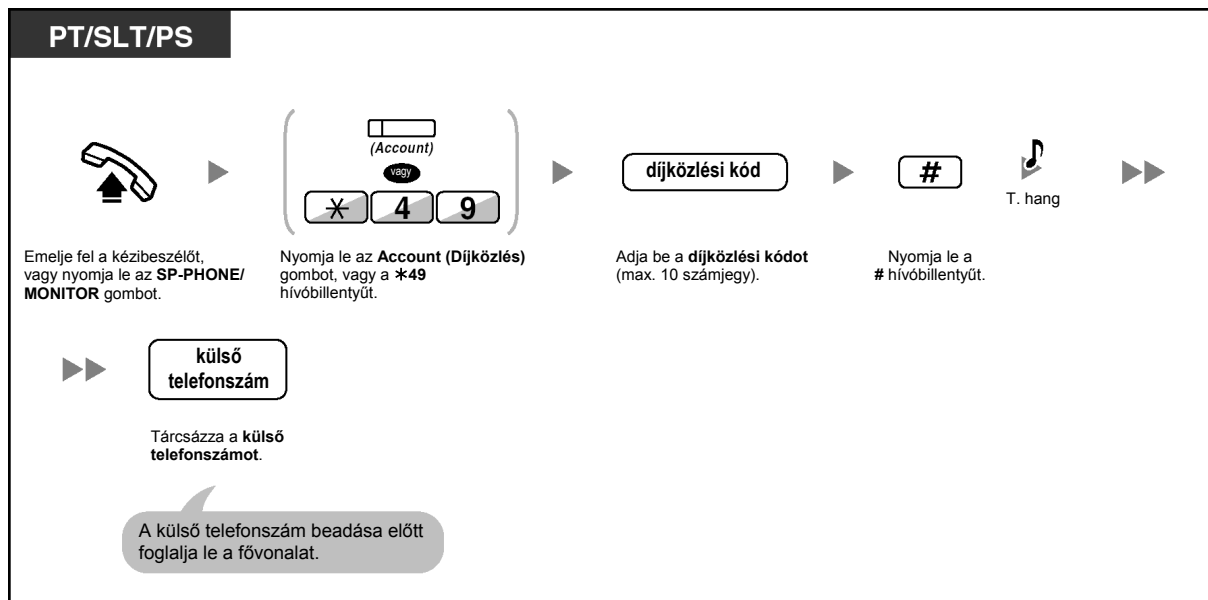 PT/SLT/PS
(Account)
vagy
* 4 9
díjközlési kód
#
T. hang
Emelje fel a kézibeszélőt,
vagy nyomja le az SP-PHONE/
MONITOR gombot.
Nyomja le az Account (Díjközlés)
gombot, vagy a *49
hívóbillentyűt.
Adja be a díjközlési kódot
(max. 10 számjegy).
Nyomja le a
# hívóbillentyűt.
külső
telefonszám
Tárcsázza a külső
telefonszámot.
A külső telefonszám beadása előtt
foglalja le a fővonalat.